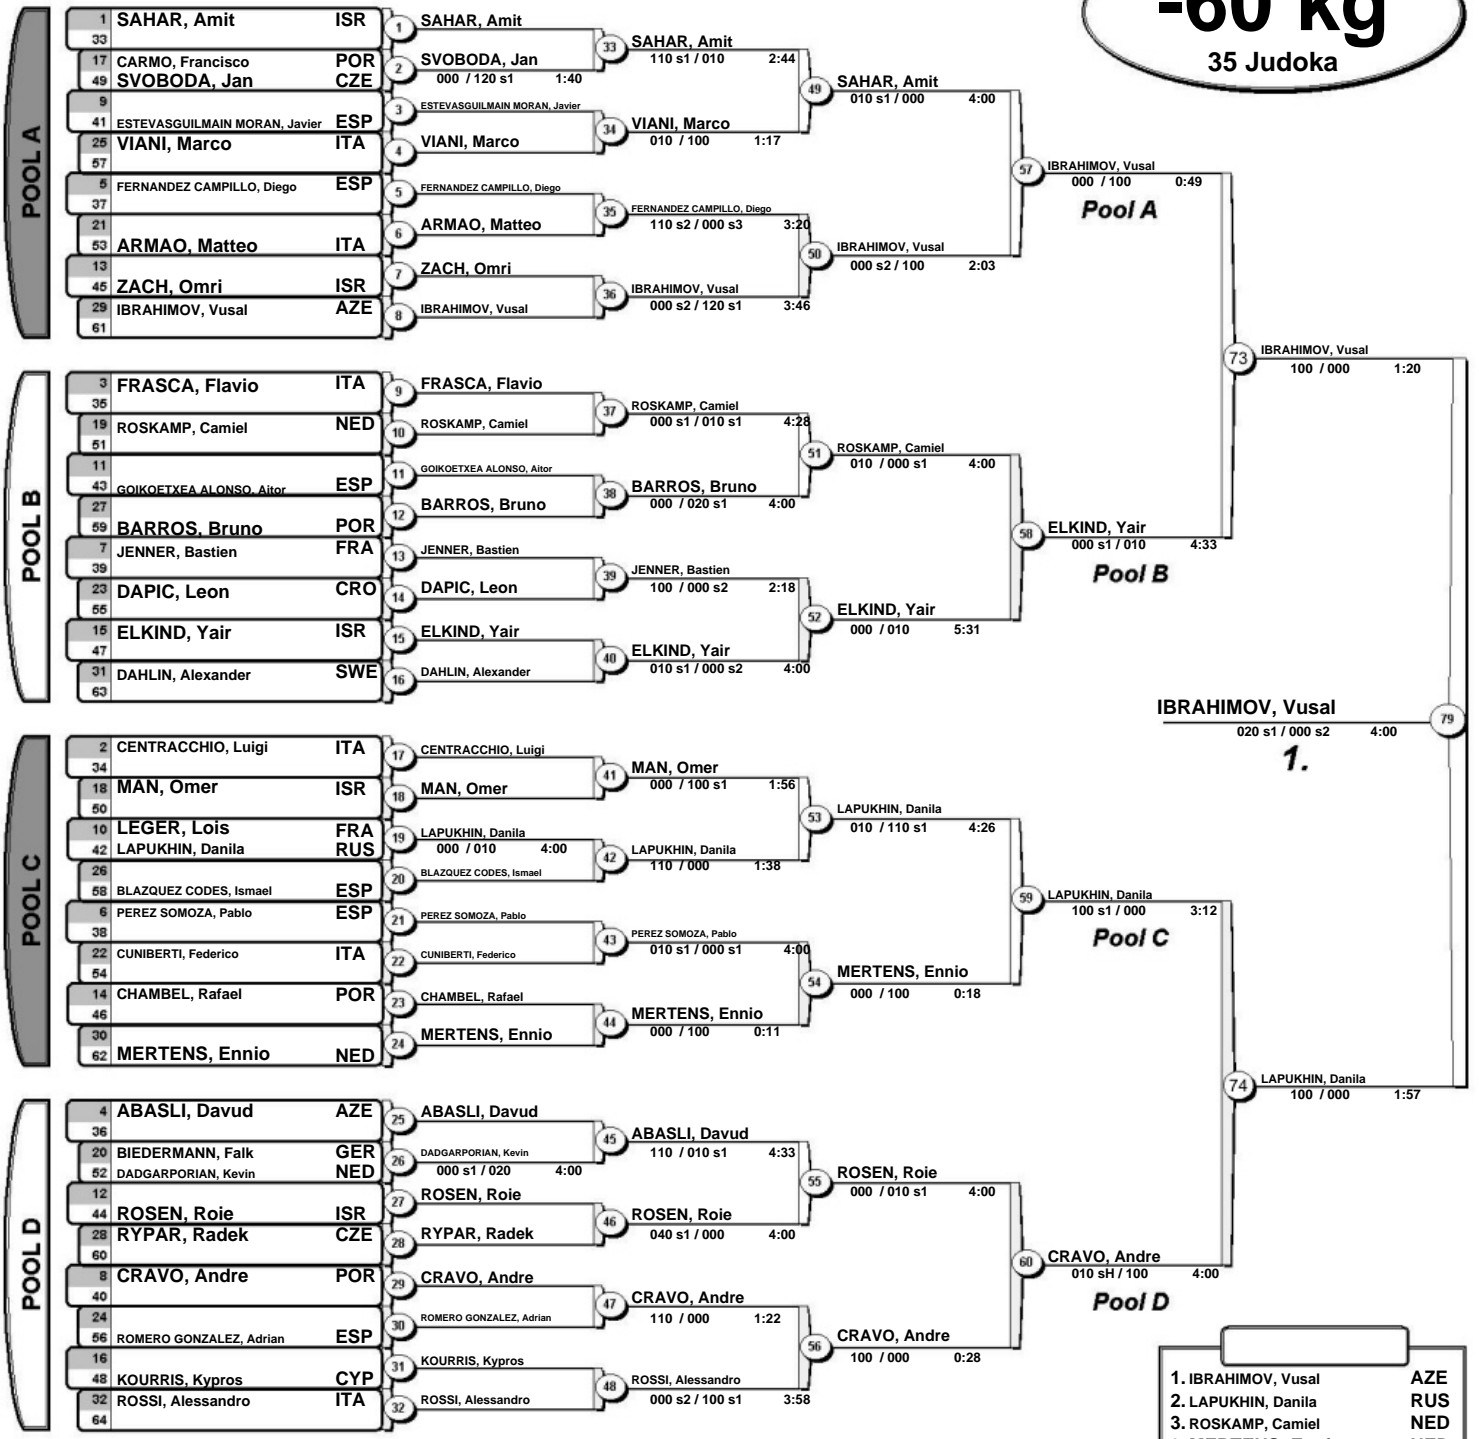 -60 kg
35 Judoka
POOL A
1 SAHAR, Amit ISR
33
17 CARMO, Francisco POR
49 SVOBODA, Jan CZE
9
41 ESTEVASGUILMAIN MORAN, Javier ESP
25 VIANI, Marco ITA
57
5 FERNANDEZ CAMPILLO, Diego ESP
37
21
53 ARMAO, Matteo ITA
13
45 ZACH, Omri ISR
29 IBRAHIMOV, Vusal AZE
61
1 SAHAR, Amit
2 SVOBODA, Jan
000 / 120 s1 1:40
3 ESTEVASGUILMAIN MORAN, Javier
4 VIANI, Marco
5 FERNANDEZ CAMPILLO, Diego
6 ARMAO, Matteo
7 ZACH, Omri
8 IBRAHIMOV, Vusal
33 SAHAR, Amit
110 s1 / 010 2:44
34 VIANI, Marco
010 / 100 1:17
35 FERNANDEZ CAMPILLO, Diego
110 s2 / 000 s3 3:20
36 IBRAHIMOV, Vusal
000 s2 / 120 s1 3:46
49 SAHAR, Amit
010 s1 / 000 4:00
50 IBRAHIMOV, Vusal
000 s2 / 100 2:03
57 IBRAHIMOV, Vusal
000 / 100 0:49
Pool A
POOL B
3 FRASCA, Flavio ITA
35
19 ROSKAMP, Camiel NED
51
11
43 GOIKOETXEA ALONSO, Aitor ESP
27
59 BARROS, Bruno POR
7 JENNER, Bastien FRA
39
23 DAPIC, Leon CRO
55
15 ELKIND, Yair ISR
47
31 DAHLIN, Alexander SWE
63
9 FRASCA, Flavio
10 ROSKAMP, Camiel
11 GOIKOETXEA ALONSO, Aitor
12 BARROS, Bruno
13 JENNER, Bastien
14 DAPIC, Leon
15 ELKIND, Yair
16 DAHLIN, Alexander
37 ROSKAMP, Camiel
000 s1 / 010 s1 4:28
38 BARROS, Bruno
000 / 020 s1 4:00
39 JENNER, Bastien
100 / 000 s2 2:18
40 ELKIND, Yair
010 s1 / 000 s2 4:00
51 ROSKAMP, Camiel
010 / 000 s1 4:00
52 ELKIND, Yair
000 / 010 5:31
58 ELKIND, Yair
000 s1 / 010 4:33
Pool B
73 IBRAHIMOV, Vusal
100 / 000 1:20
IBRAHIMOV, Vusal 79
020 s1 / 000 s2 4:00
1.
POOL C
2 CENTRACCHIO, Luigi ITA
34
18 MAN, Omer ISR
50
10 LEGER, Lois FRA
42 LAPUKHIN, Danila RUS
26
58 BLAZQUEZ CODES, Ismael ESP
6 PEREZ SOMOZA, Pablo ESP
38
22 CUNIBERTI, Federico ITA
54
14 CHAMBEL, Rafael POR
46
30
62 MERTENS, Ennio NED
17 CENTRACCHIO, Luigi
18 MAN, Omer
19 LAPUKHIN, Danila
000 / 010 4:00
20 BLAZQUEZ CODES, Ismael
21 PEREZ SOMOZA, Pablo
22 CUNIBERTI, Federico
23 CHAMBEL, Rafael
24 MERTENS, Ennio
41 MAN, Omer
000 / 100 s1 1:56
42 LAPUKHIN, Danila
110 / 000 1:38
43 PEREZ SOMOZA, Pablo
010 s1 / 000 s1 4:00
44 MERTENS, Ennio
000 / 100 0:11
53 LAPUKHIN, Danila
010 / 110 s1 4:26
54 MERTENS, Ennio
000 / 100 0:18
59 LAPUKHIN, Danila
100 s1 / 000 3:12
Pool C
POOL D
4 ABASLI, Davud AZE
36
20 BIEDERMANN, Falk GER
52 DADGARPORIAN, Kevin NED
12
44 ROSEN, Roie ISR
28 RYPAR, Radek CZE
60
8 CRAVO, Andre POR
40
24
56 ROMERO GONZALEZ, Adrian ESP
16
48 KOURRIS, Kypros CYP
32 ROSSI, Alessandro ITA
64
25 ABASLI, Davud
26 DADGARPORIAN, Kevin
000 s1 / 020 4:00
27 ROSEN, Roie
28 RYPAR, Radek
29 CRAVO, Andre
30 ROMERO GONZALEZ, Adrian
31 KOURRIS, Kypros
32 ROSSI, Alessandro
45 ABASLI, Davud
110 / 010 s1 4:33
46 ROSEN, Roie
040 s1 / 000 4:00
47 CRAVO, Andre
110 / 000 1:22
48 ROSSI, Alessandro
000 s2 / 100 s1 3:58
55 ROSEN, Roie
000 / 010 s1 4:00
56 CRAVO, Andre
100 / 000 0:28
60 CRAVO, Andre
010 sH / 100 4:00
Pool D
74 LAPUKHIN, Danila
100 / 000 1:57
1. IBRAHIMOV, Vusal AZE
2. LAPUKHIN, Danila RUS
3. ROSKAMP, Camiel NED